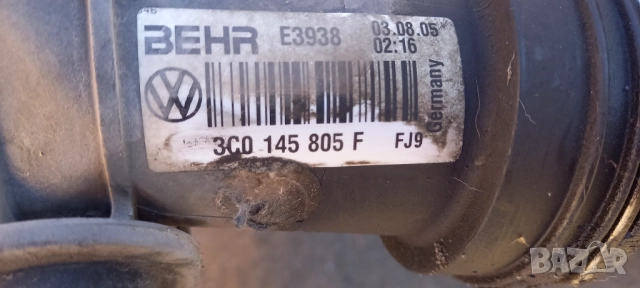 BEHR E3938 03.08.05
02:16
Germany
3C0 145 805 F FJ9
BAZAR